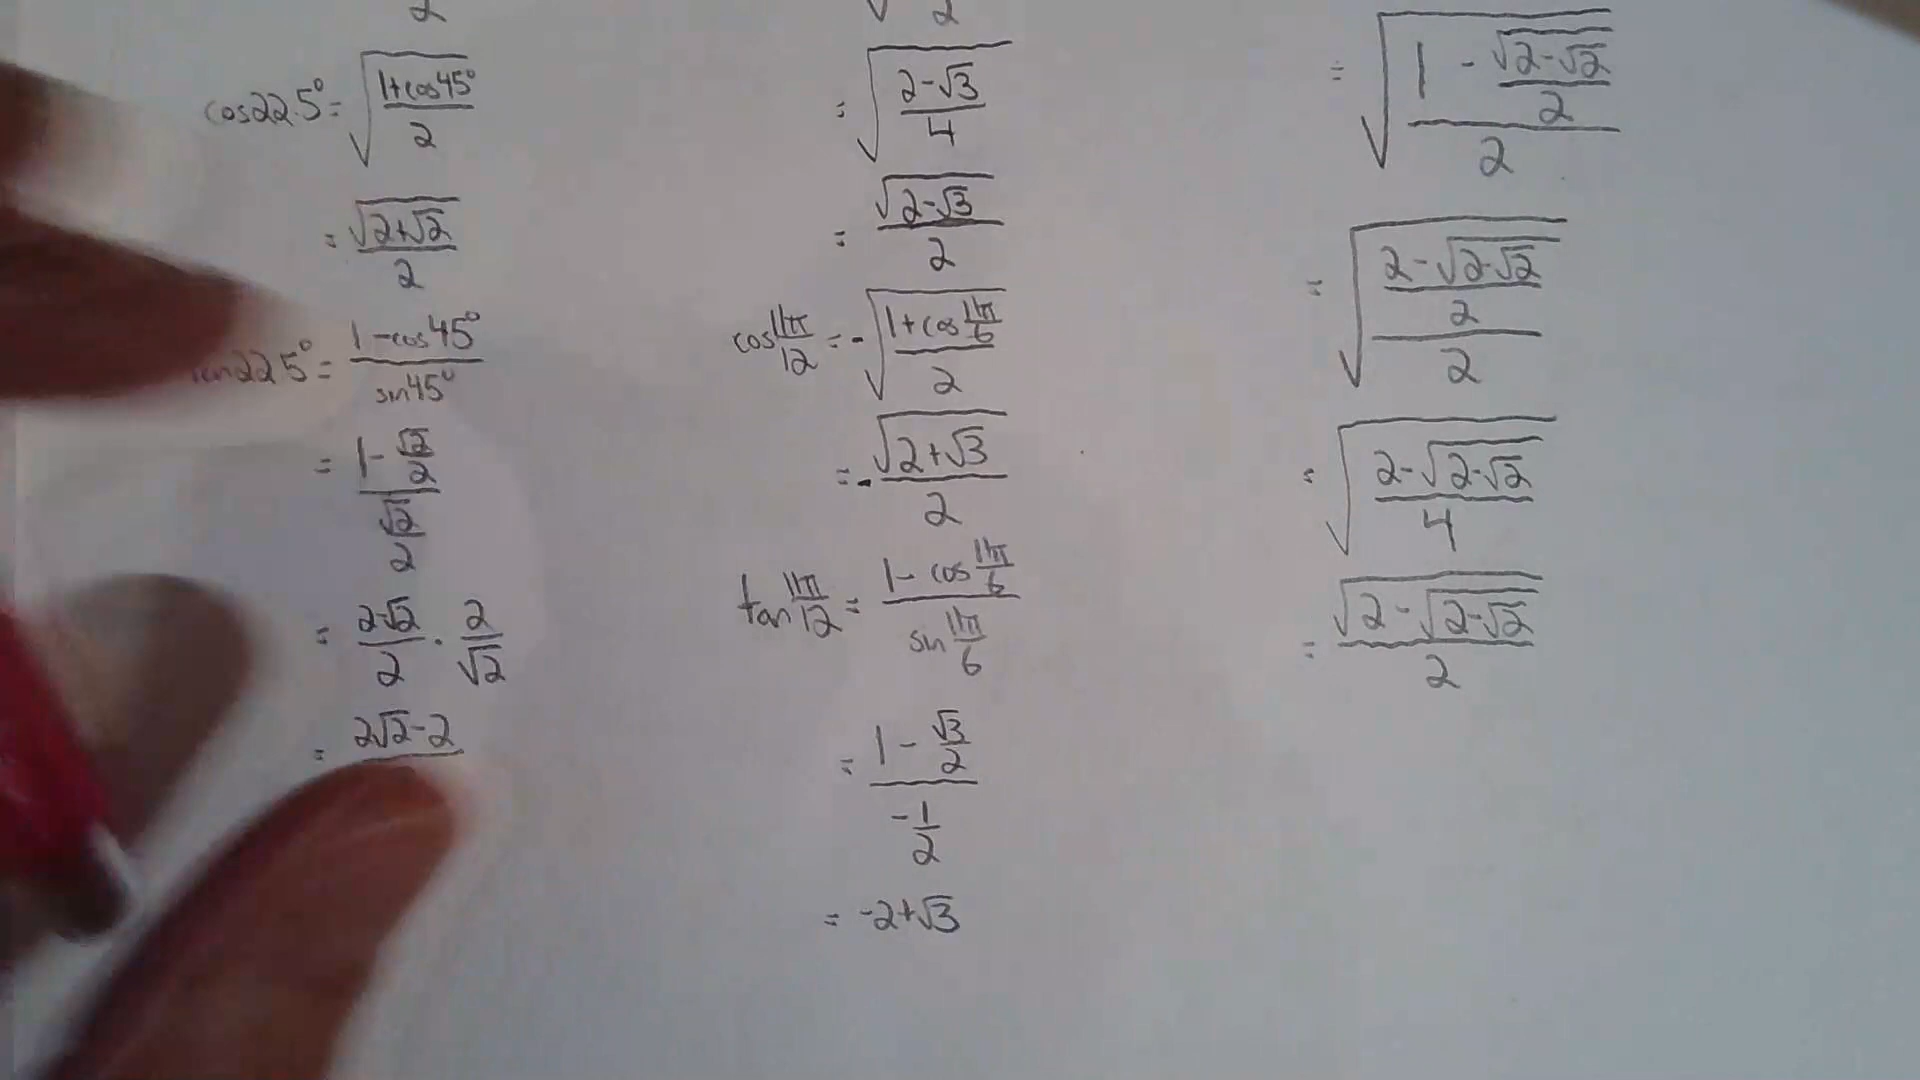 2
cos22.5° = √((1+cos45°)/2)
= √(2+√2)/2
tan22.5° = (1-cos45°)/(sin45°)
= (1-√2/2)/(√2/2)
= (2-√2)/2 · 2/√2
= 2√2-2
√ 2
= √((2-√3)/4)
= √(2-√3)/2
cos 11π/12 = -√((1+cos 11π/6)/2)
= -√(2+√3)/2
tan 11π/12 = (1-cos 11π/6)/(sin 11π/6)
= (1-√3/2)/(-1/2)
= -2+√3
= √((1-√(2-√2)/2)/2)
= √(((2-√(2-√2))/2)/2)
= √((2-√(2-√2))/4)
= √(2-√(2-√2))/2